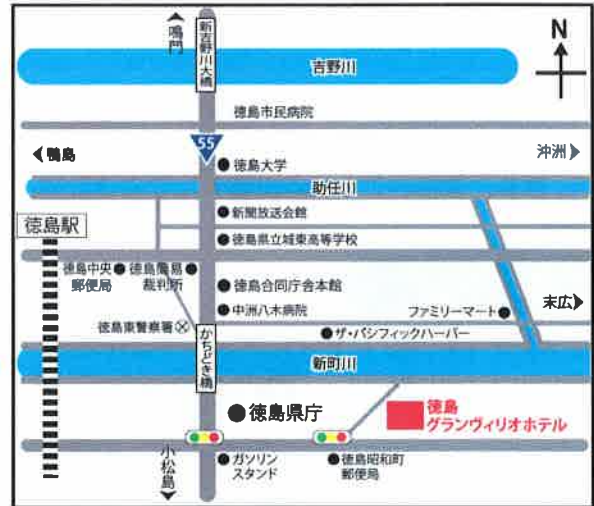 鳴門
新吉野川大橋
N
吉野川
徳島市民病院
55
鴨島
沖洲
徳島大学
助任川
新聞放送会館
徳島駅
徳島県立城東高等学校
徳島中央
郵便局
徳島簡易
裁判所
徳島合同庁舎本館
中洲八木病院
ファミリーマート
末広
徳島東警察署
かちどき橋
ザ・パシフィックハーバー
新町川
徳島県庁
徳島
グランヴィリオホテル
小松島
ガソリン
スタンド
徳島昭和町
郵便局